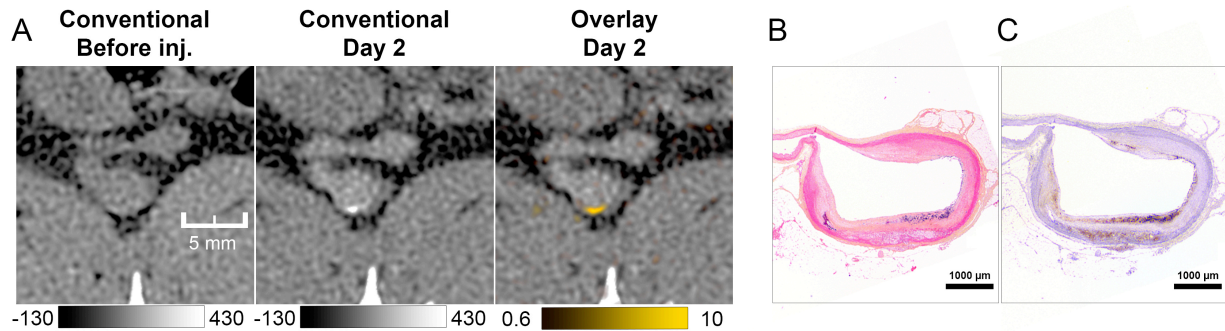 A
Conventional
Before inj.
Conventional
Day 2
Overlay
Day 2
B
C
5 mm
1000 µm
1000 µm
-130
430
-130
430
0.6
10